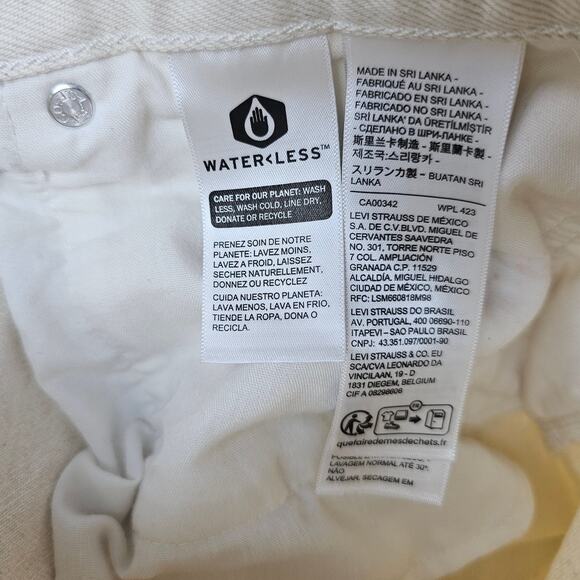 WATER<LESS™
CARE FOR OUR PLANET: WASH
LESS, WASH COLD, LINE DRY,
DONATE OR RECYCLE
PRENEZ SOIN DE NOTRE
PLANETE: LAVEZ MOINS,
LAVEZ A FROID, LAISSEZ
SECHER NATURELLEMENT,
DONNEZ OU RECYCLEZ
CUIDA NUESTRO PLANETA:
LAVA MENOS, LAVA EN FRIO,
TIENDE LA ROPA, DONA O
RECICLA.
MADE IN SRI LANKA -
FABRIQUÉ AU SRI LANKA -
FABRICADO EN SRI LANKA -
FABRICADO NO SRI LANKA -
SRİ LANKA' DA ÜRETİLMİŞTİR
- СДЕЛАНО В ШРИ-ЛАНКЕ -
斯里兰卡制造 - 斯里蘭卡製 -
제조국:스리랑카 -
スリランカ製 - BUATAN SRI
LANKA
CA00342 WPL 423
LEVI STRAUSS DE MÉXICO
S.A. DE C.V.BLVD. MIGUEL DE
CERVANTES SAAVEDRA
NO. 301, TORRE NORTE PISO
7 COL. AMPLIACIÓN
GRANADA C.P. 11529
ALCALDÍA. MIGUEL HIDALGO
CIUDAD DE MÉXICO, MÉXICO
RFC: LSM660818M98
LEVI STRAUSS DO BRASIL
AV. PORTUGAL, 400 06690-110
ITAPEVI – SAO PAULO BRASIL
CNPJ: 43.351.097/0001-90
LEVI STRAUSS & CO. EU
SCA/CVA LEONARD DA
VINCILAAN, 19 - D
1831 DIEGEM, BELGIUM
CIF A 08298606
FR
quefairedemesdechets.fr
LAVAGEM NORMAL ATÉ 30°,
ALVEJAR, SECAGEM EM